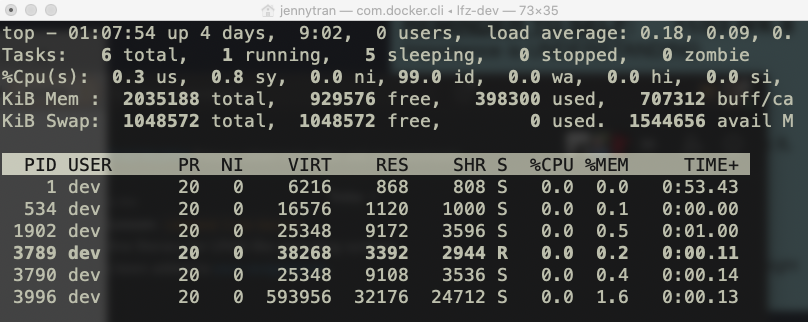 jennytran — com.docker.cli ◂ lfz-dev — 73×35
top - 01:07:54 up 4 days,  9:02,  0 users,  load average: 0.18, 0.09, 0.
Tasks:   6 total,   1 running,   5 sleeping,   0 stopped,   0 zombie
%Cpu(s):  0.3 us,  0.8 sy,  0.0 ni, 99.0 id,  0.0 wa,  0.0 hi,  0.0 si,
KiB Mem :  2035188 total,   929576 free,   398300 used,   707312 buff/ca
KiB Swap:  1048572 total,  1048572 free,        0 used.  1544656 avail M
PID USER      PR  NI    VIRT    RES    SHR S  %CPU %MEM     TIME+
1 dev       20   0    6216    868    808 S   0.0  0.0   0:53.43
534 dev       20   0   16576   1120   1000 S   0.0  0.1   0:00.00
1902 dev       20   0   25348   9172   3596 S   0.0  0.5   0:01.00
3789 dev       20   0   38268   3392   2944 R   0.0  0.2   0:00.11
3790 dev       20   0   25348   9108   3536 S   0.0  0.4   0:00.14
3996 dev       20   0  593956  32176  24712 S   0.0  1.6   0:00.13